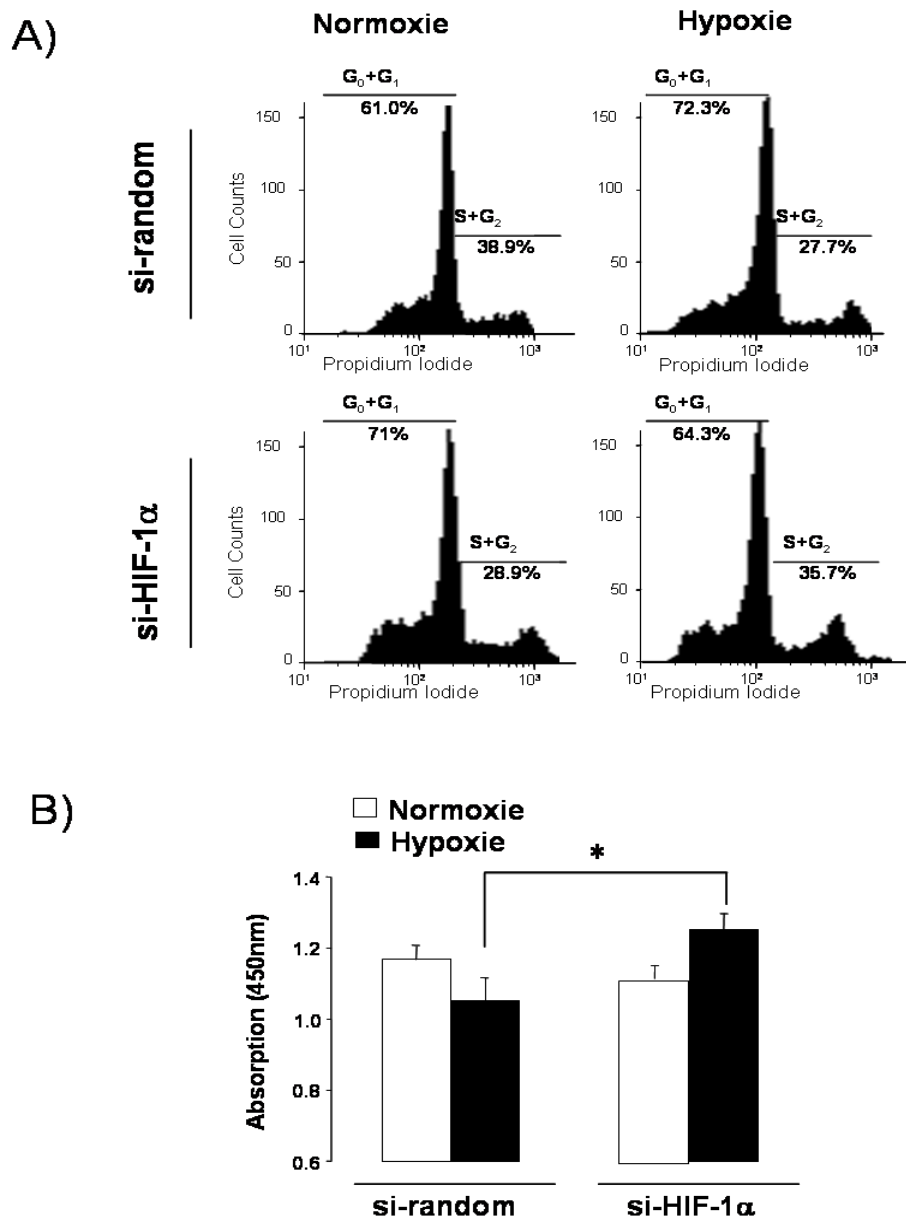 A)
Normoxie
Hypoxie
si-random
G₀+G₁
61.0%
S+G₂
38.9%
Cell Counts
150
100
50
0
10¹
10²
10³
Propidium Iodide
G₀+G₁
72.3%
S+G₂
27.7%
150
100
50
0
10¹
10²
10³
Propidium Iodide
si-HIF-1α
G₀+G₁
71%
S+G₂
28.9%
Cell Counts
150
100
50
0
10¹
10²
10³
Propidium Iodide
G₀+G₁
64.3%
S+G₂
35.7%
150
100
50
0
10¹
10²
10³
Propidium Iodide
B)
Normoxie
Hypoxie
*
Absorption (450nm)
1.4
1.2
1.0
0.8
0.6
si-random
si-HIF-1α